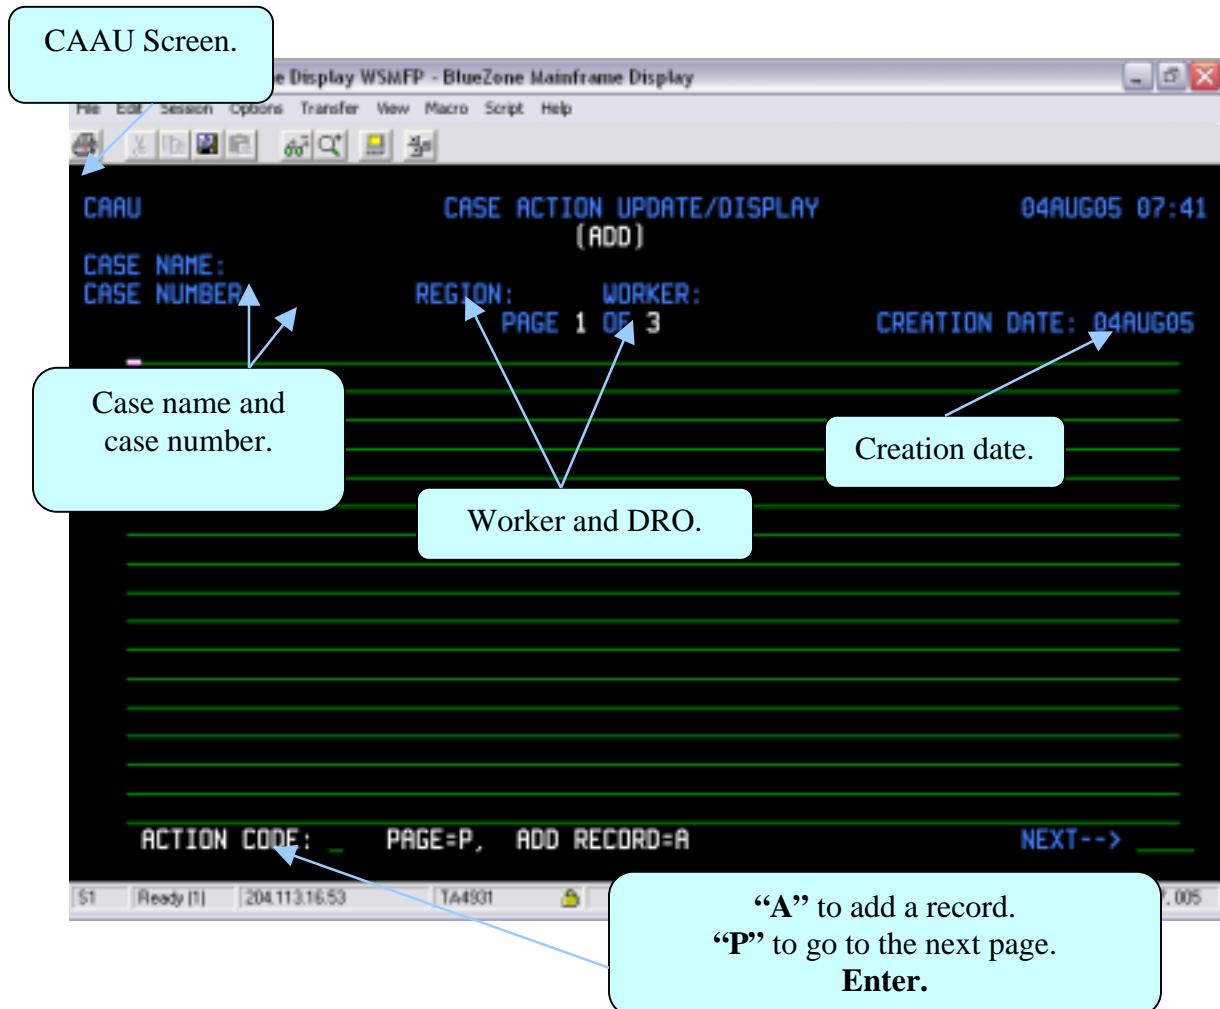 CAAU Screen.
e Display WSMFP - BlueZone Mainframe Display
File Edit Session Options Transfer View Macro Script Help
CAAU CASE ACTION UPDATE/DISPLAY 04AUG05 07:41
(ADD)
CASE NAME:
CASE NUMBER REGION: WORKER:
PAGE 1 OF 3 CREATION DATE: 04AUG05
Case name and
case number.
Creation date.
Worker and DRO.
ACTION CODE: _ PAGE=P, ADD RECORD=A NEXT--> ____
S1 Ready [1] 204.113.16.53 TA4931 .005
“A” to add a record.
“P” to go to the next page.
Enter.